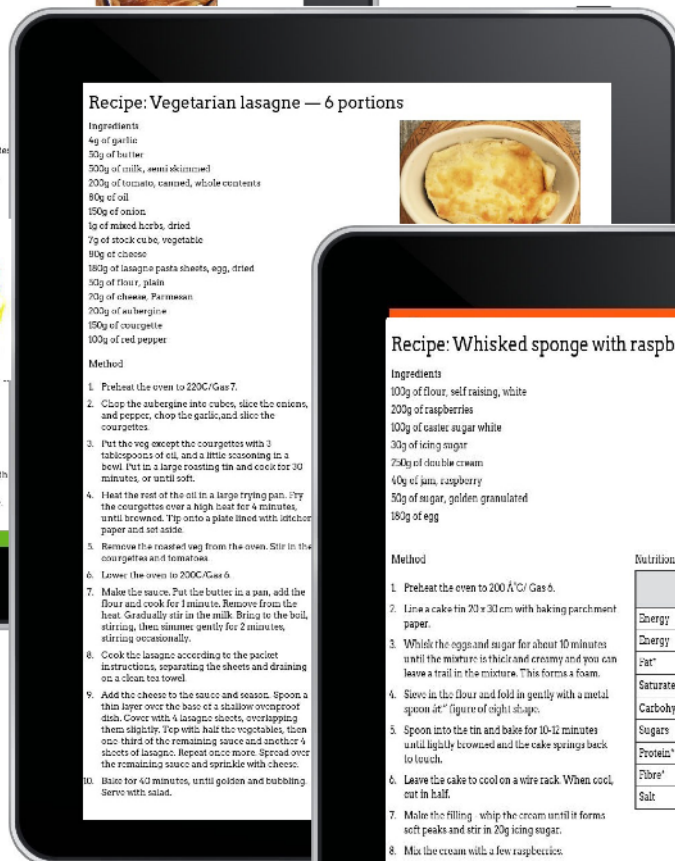 Recipe: Vegetarian lasagne — 6 portions
Ingredients
4g of garlic
50g of butter
500g of milk, semi skimmed
200g of tomato, canned, whole contents
80g of oil
150g of onion
1g of mixed herbs, dried
7g of stock cube, vegetable
90g of cheese
180g of lasagne pasta sheets, egg, dried
50g of flour, plain
20g of cheese, Parmesan
200g of aubergine
150g of courgette
100g of red pepper
Method
1. Preheat the oven to 220C/Gas 7.
2. Chop the aubergine into cubes, slice the onions,
and pepper, chop the garlic,and slice the
courgettes.
3. Put the veg except the courgettes with 3
tablespoons of oil, and a little seasoning in a
bowl. Put in a large roasting tin and cook for 30
minutes, or until soft.
4. Heat the rest of the oil in a large frying pan. Fry
the courgettes over a high heat for 4 minutes,
until browned. Tip onto a plate lined with kitchen
paper and set aside.
5. Remove the roasted veg from the oven. Stir in the
courgettes and tomatoes.
6. Lower the oven to 200C/Gas 6.
7. Make the sauce. Put the butter in a pan, add the
flour and cook for 1 minute. Remove from the
heat. Gradually stir in the milk. Bring to the boil,
stirring, then simmer gently for 2 minutes,
stirring occasionally.
8. Cook the lasagne according to the packet
instructions, separating the sheets and draining
on a clean tea towel.
9. Add the cheese to the sauce and season. Spoon a
thin layer over the base of a shallow ovenproof
dish. Cover with 4 lasagne sheets, overlapping
them slightly. Top with half the vegetables, then
one-third of the remaining sauce and another 4
sheets of lasagne. Repeat once more. Spread over
the remaining sauce and sprinkle with cheese.
10. Bake for 40 minutes, until golden and bubbling.
Serve with salad.
Recipe: Whisked sponge with raspb
Ingredients
100g of flour, self raising, white
200g of raspberries
100g of caster sugar white
30g of icing sugar
250g of double cream
40g of jam, raspberry
50g of sugar, golden granulated
180g of egg
Method
1. Preheat the oven to 200 Â°C/ Gas 6.
2. Line a cake tin 20 x 30 cm with baking parchment
paper.
3. Whisk the eggs and sugar for about 10 minutes
until the mixture is thick and creamy and you can
leave a trail in the mixture. This forms a foam.
4. Sieve in the flour and fold in gently with a metal
spoon figure of eight shape.
5. Spoon into the tin and bake for 10-12 minutes
until lightly browned and the cake springs back
to touch.
6. Leave the cake to cool on a wire rack. When cool,
cut in half.
7. Make the filling - whip the cream until it forms
soft peaks and stir in 20g icing sugar.
8. Mix the cream with a few raspberries.
Nutrition
Energy
Energy
Fat*
Saturate
Carbohy
Sugars
Protein*
Fibre*
Salt